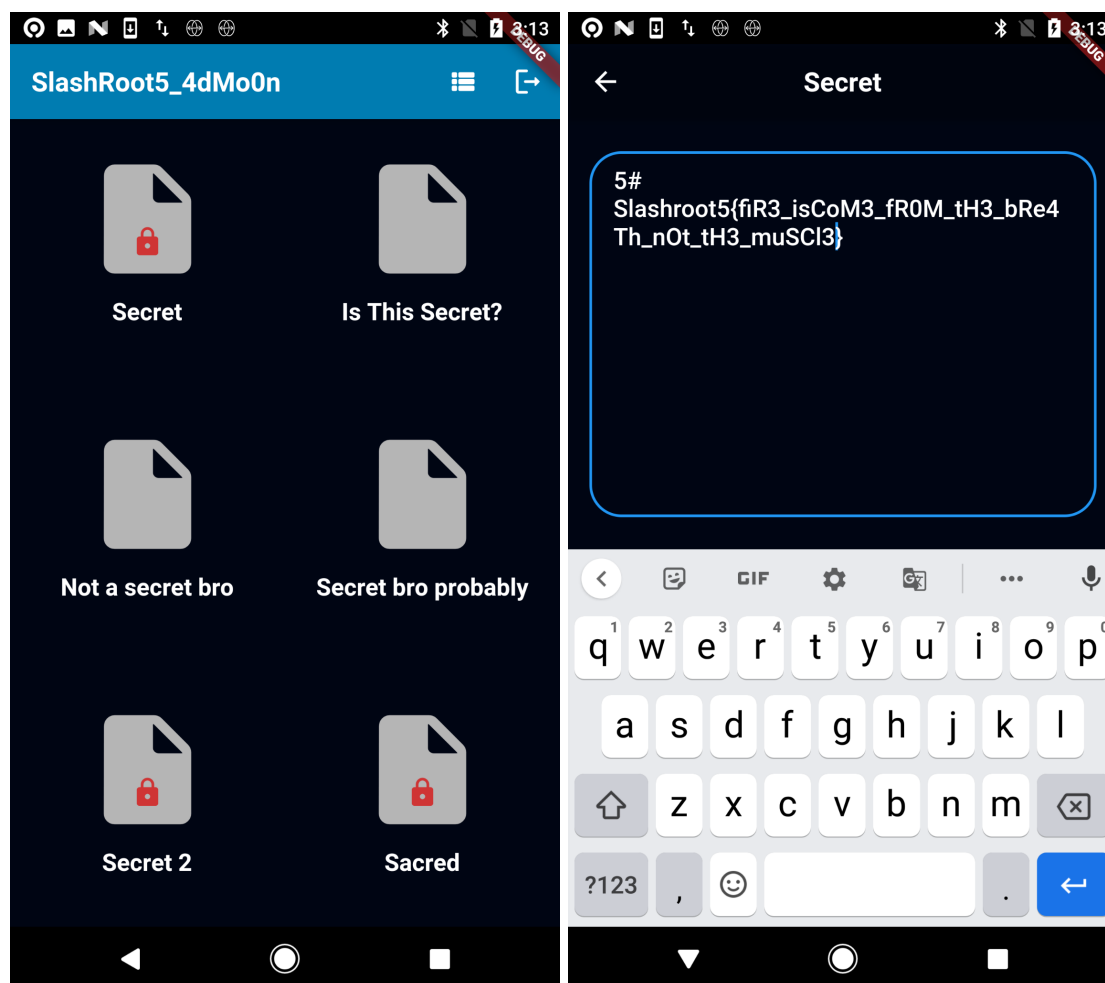 3:13
DEBUG
SlashRoot5_4dMo0n
Secret
Is This Secret?
Not a secret bro
Secret bro probably
Secret 2
Sacred
3:13
DEBUG
Secret
5#
Slashroot5{fiR3_isCoM3_fR0M_tH3_bRe4
Th_nOt_tH3_muSCl3}
GIF
1 2 3 4 5 6 7 8 9 0
q w e r t y u i o p
a s d f g h j k l
z x c v b n m
?123 , .